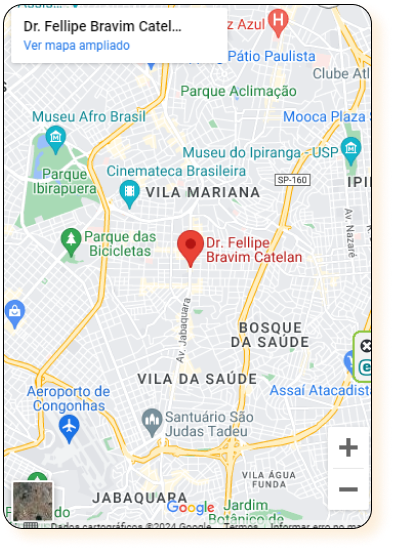 Dr. Fellipe Bravim Catel...
Ver mapa ampliado
z Azul
Pátio Paulista
Clube Atl
Parque Aclimação
Museu Afro Brasil
Mooca Plaza S
Museu do Ipiranga - USP
Cinemateca Brasileira
SP-160
Parque
Ibirapuera
VILA MARIANA
IPI
Parque das
Bicicletas
Dr. Fellipe
Bravim Catelan
Av. Nazaré
Av. Jabaquara
BOSQUE
DA SAÚDE
VILA DA SAÚDE
Aeroporto de
Congonhas
Assaí Atacadist
Santuário São
Judas Tadeu
+
VILA ÁGUA
FUNDA
−
JABAQUARA
Google
Jardim
Botânico de
do
Dados cartográficos ©2024 Google
Termos
Informar erro no ma